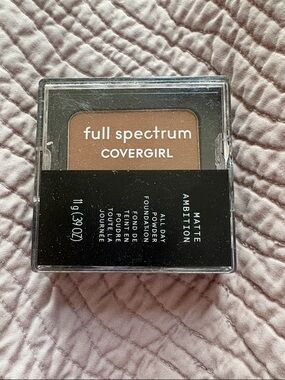 full spectrum
COVERGIRL
MATTE
AMBITION
ALL DAY
POWDER
FOUNDATION
FOND DE
TEINT EN
POUDRE
TOUTE LA
JOURNÉE
11 g (.39 OZ)